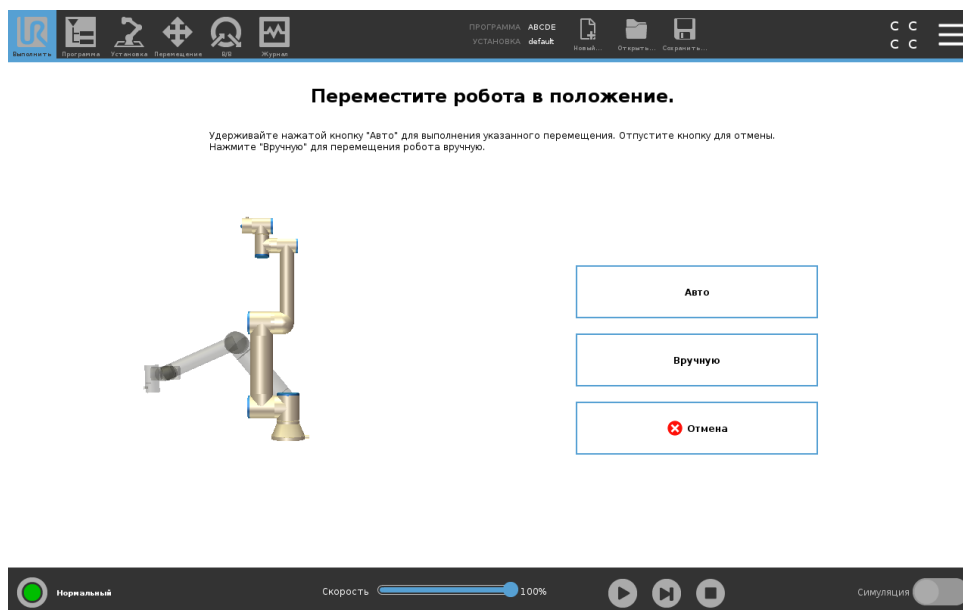 UR
Выполнить
Программа
Установка
Перемещение
В/В
Журнал
ПРОГРАММА ABCDE
УСТАНОВКА default
Новый...
Открыть...
Сохранить...
C C
C C
Переместите робота в положение.
Удерживайте нажатой кнопку "Авто" для выполнения указанного перемещения. Отпустите кнопку для отмены.
Нажмите "Вручную" для перемещения робота вручную.
Авто
Вручную
Отмена
Нормальный
Скорость
100%
Симуляция